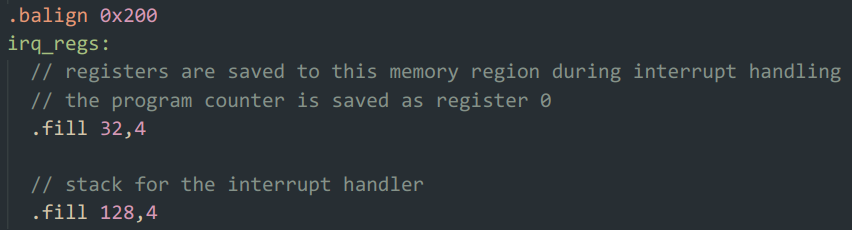 .balign 0x200
irq_regs:
// registers are saved to this memory region during interrupt handling
// the program counter is saved as register 0
.fill 32,4
// stack for the interrupt handler
.fill 128,4